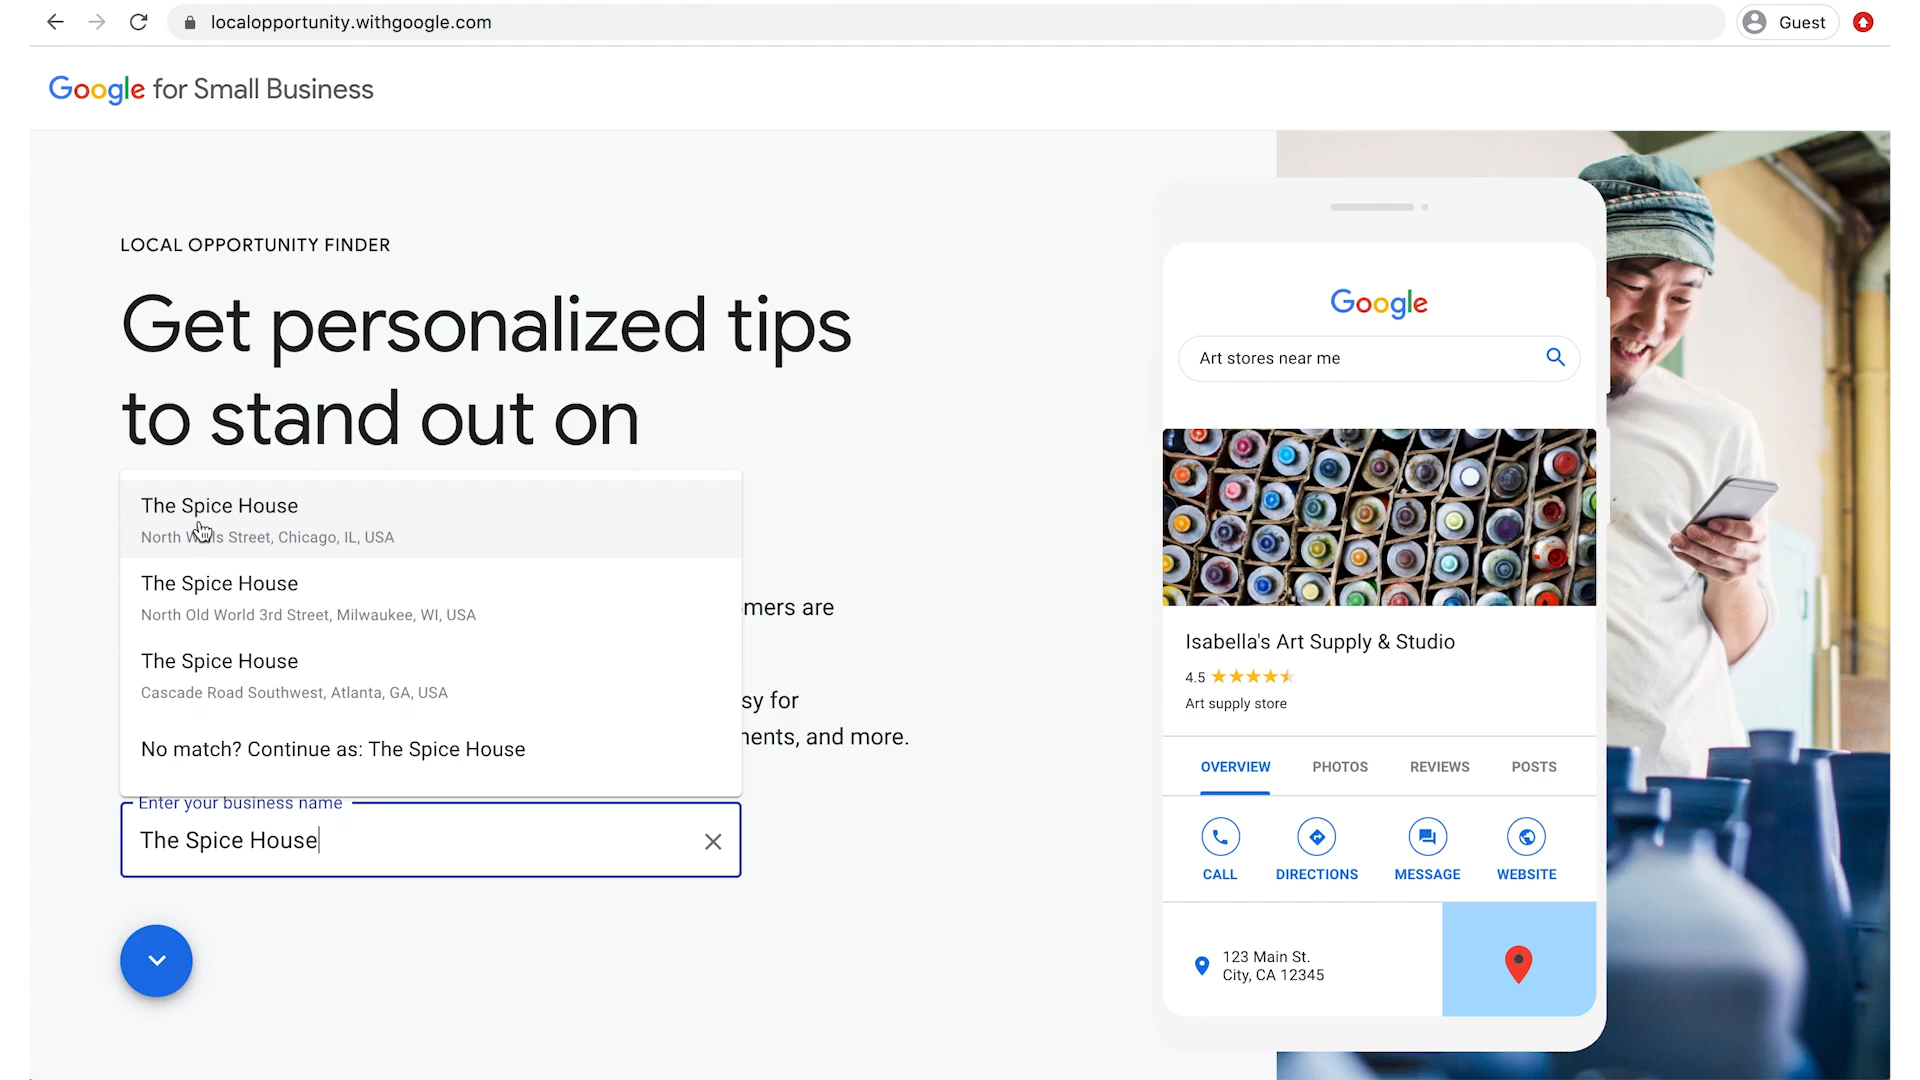 localopportunity.withgoogle.com
Guest
Google for Small Business
LOCAL OPPORTUNITY FINDER
Get personalized tips
to stand out on
The Spice House
North Wells Street, Chicago, IL, USA
The Spice House
North Old World 3rd Street, Milwaukee, WI, USA
The Spice House
Cascade Road Southwest, Atlanta, GA, USA
No match? Continue as: The Spice House
mers are
sy for
nents, and more.
Enter your business name
The Spice House
Google
Art stores near me
Isabella's Art Supply & Studio
4.5
Art supply store
OVERVIEW PHOTOS REVIEWS POSTS
CALL DIRECTIONS MESSAGE WEBSITE
123 Main St.
City, CA 12345